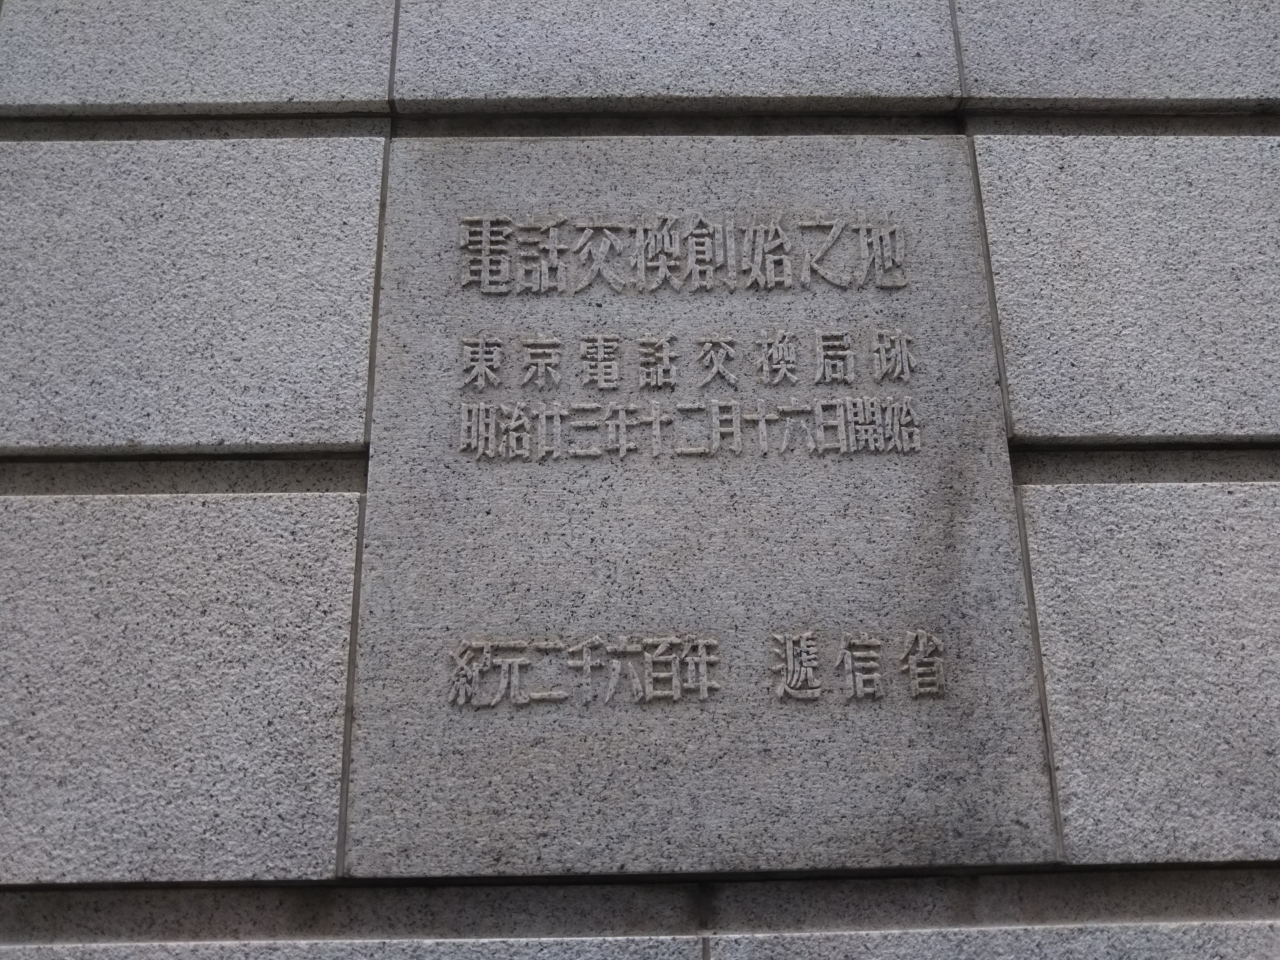 電話交換創始之地
東京電話交換局跡
明治廿三年十二月十六日開始
紀元二千六百年 遞信省